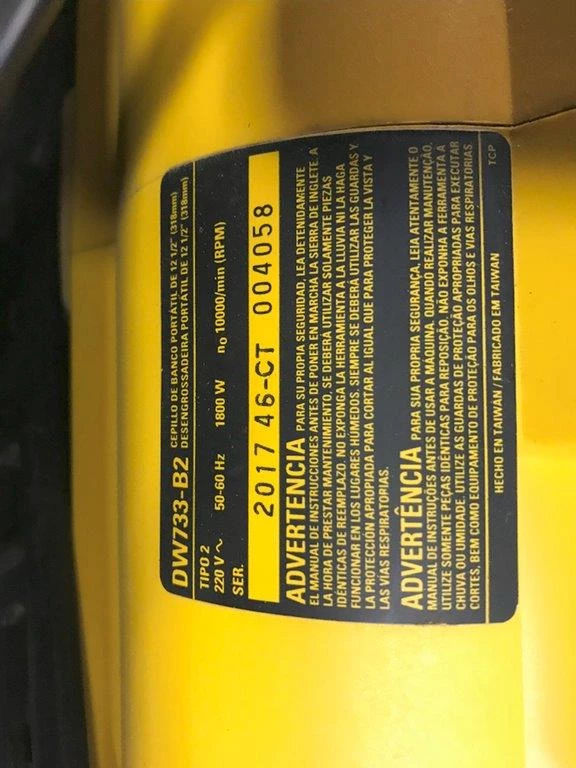 DW733-B2 CEPILLO DE BANCO PORTÁTIL DE 12 1/2" (318mm)
DESENGROSSADEIRA PORTÁTIL DE 12 1/2" (318mm)
TIPO 2
220 V ∿ 50-60 Hz 1800 W no 10000/min (RPM)
SER. 2017 46-CT 004058
ADVERTENCIA PARA SU PROPIA SEGURIDAD, LEA DETENIDAMENTE
EL MANUAL DE INSTRUCCIONES ANTES DE PONER EN MARCHA LA SIERRA DE INGLETE. A
LA HORA DE PRESTAR MANTENIMIENTO, SE DEBERA UTILIZAR SOLAMENTE PIEZAS
IDÉNTICAS DE REEMPLAZO. NO EXPONGA LA HERRAMIENTA A LA LLUVIA NI LA HAGA
FUNCIONAR EN LOS LUGARES HUMEDOS. SIEMPRE SE DEBERÁ UTILIZAR LAS GUARDAS Y
LA PROTECCIÓN APROPIADA PARA CORTAR AL IGUAL QUE PARA PROTEGER LA VISTA Y
LAS VIAS RESPIRATORIAS.
ADVERTÊNCIA PARA SUA PROPRIA SEGURANÇA, LEIA ATENTAMENTE O
MANUAL DE INSTRUÇÕES ANTES DE USAR A MÁQUINA. QUANDO REALIZAR MANUTENÇÃO,
UTILIZE SOMENTE PEÇAS IDÊNTICAS PARA REPOSIÇÃO. NÃO EXPONHA A FERRAMENTA A
CHUVA OU UMIDADE. UTILIZE AS GUARDAS DE PROTEÇÃO APROPRIADAS PARA EXECUTAR
CORTES, BEM COMO EQUIPAMENTO DE PROTEÇÃO PARA OS OLHOS E VIAS RESPIRATORIAS.
HECHO EN TAIWAN / FABRICADO EM TAIWAN TCP